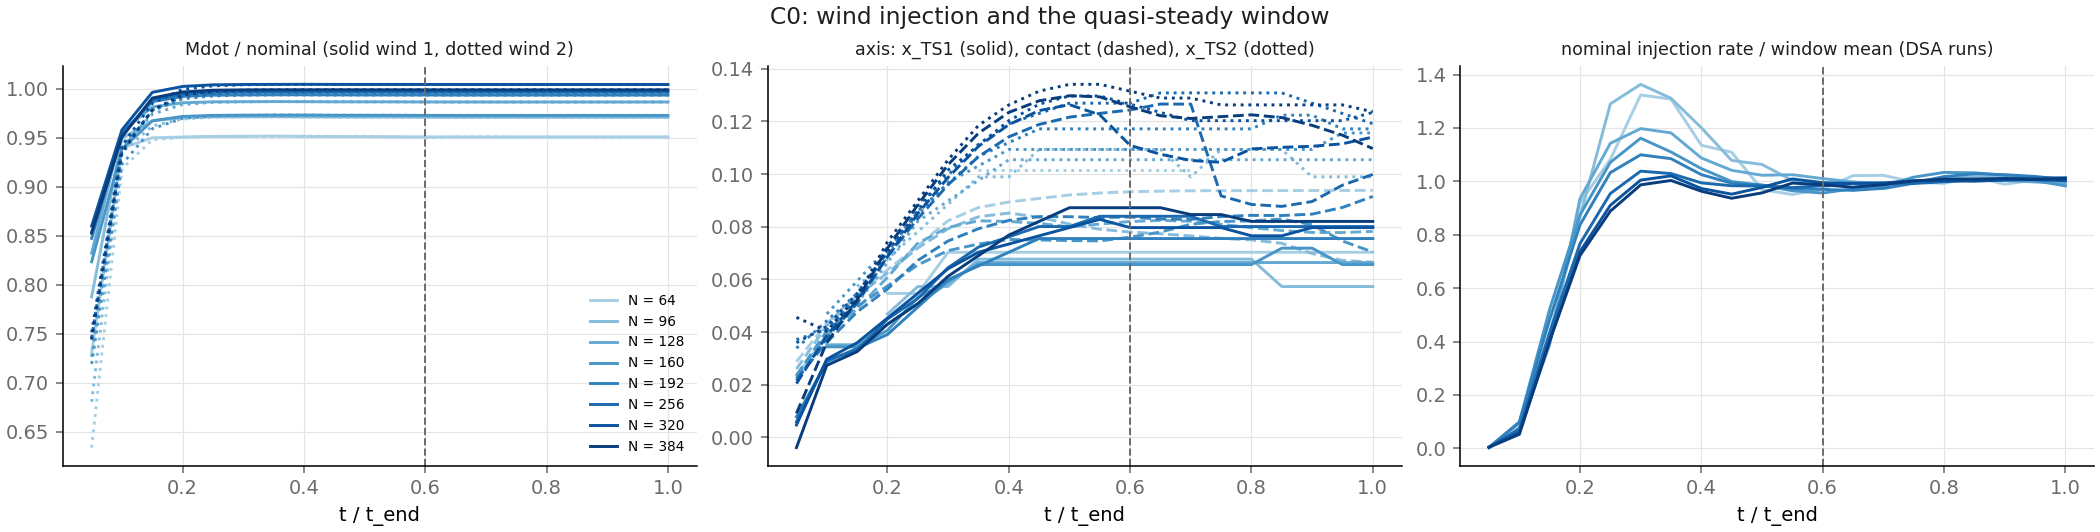 C0: wind injection and the quasi-steady window
Mdot / nominal (solid wind 1, dotted wind 2)
1.00
0.95
0.90
0.85
0.80
0.75
0.70
0.65
0.2
0.4
0.6
0.8
1.0
t / t_end
N = 64
N = 96
N = 128
N = 160
N = 192
N = 256
N = 320
N = 384
axis: x_TS1 (solid), contact (dashed), x_TS2 (dotted)
0.14
0.12
0.10
0.08
0.06
0.04
0.02
0.00
0.2
0.4
0.6
0.8
1.0
t / t_end
nominal injection rate / window mean (DSA runs)
1.4
1.2
1.0
0.8
0.6
0.4
0.2
0.0
0.2
0.4
0.6
0.8
1.0
t / t_end